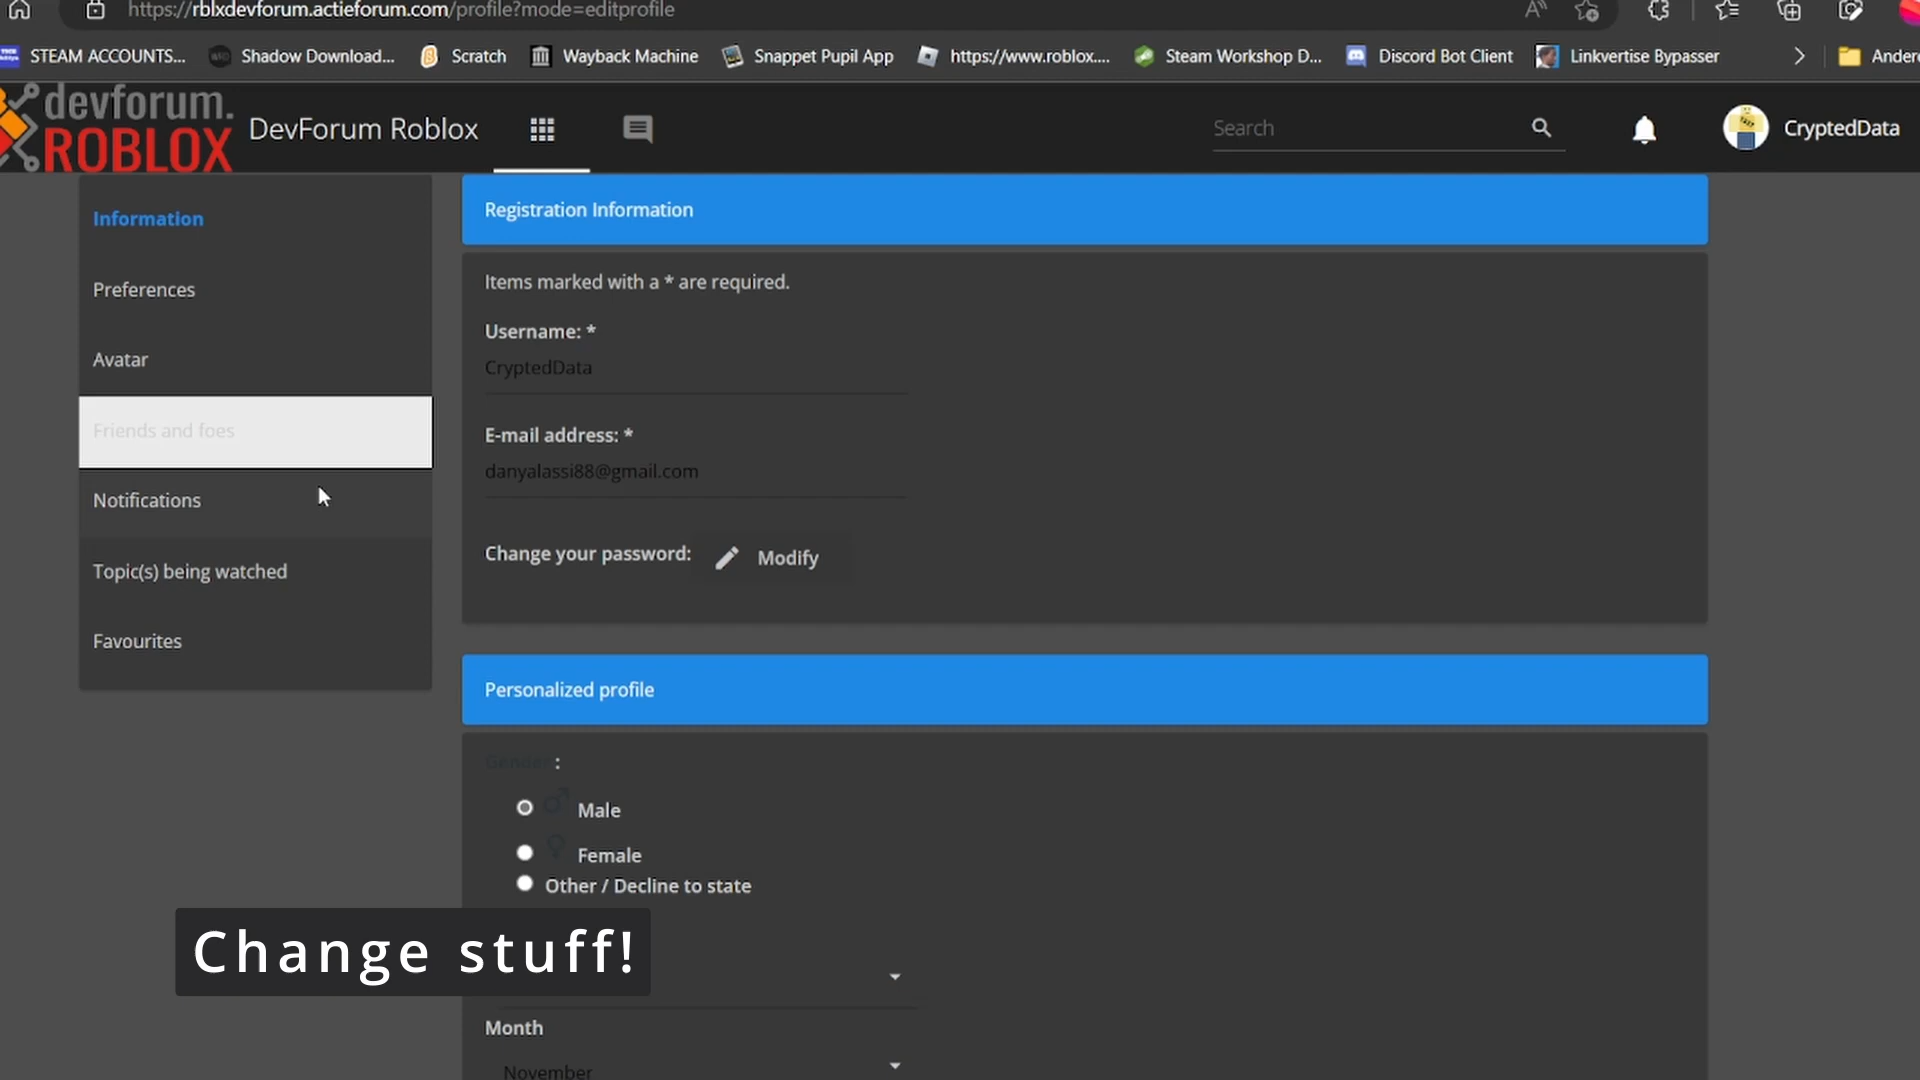 https://rblxdevforum.actieforum.com/profile?mode=editprofile
STEAM ACCOUNTS... Shadow Download... Scratch Wayback Machine Snappet Pupil App https://www.roblox.... Steam Workshop D... Discord Bot Client Linkvertise Bypasser Andere
devforum.
ROBLOX
DevForum Roblox
Search
CryptedData
Information
Preferences
Avatar
Friends and foes
Notifications
Topic(s) being watched
Favourites
Registration Information
Items marked with a * are required.
Username: *
CryptedData
E-mail address: *
danyalassi88@gmail.com
Change your password: Modify
Personalized profile
Gender :
Male
Female
Other / Decline to state
Change stuff!
Month
November